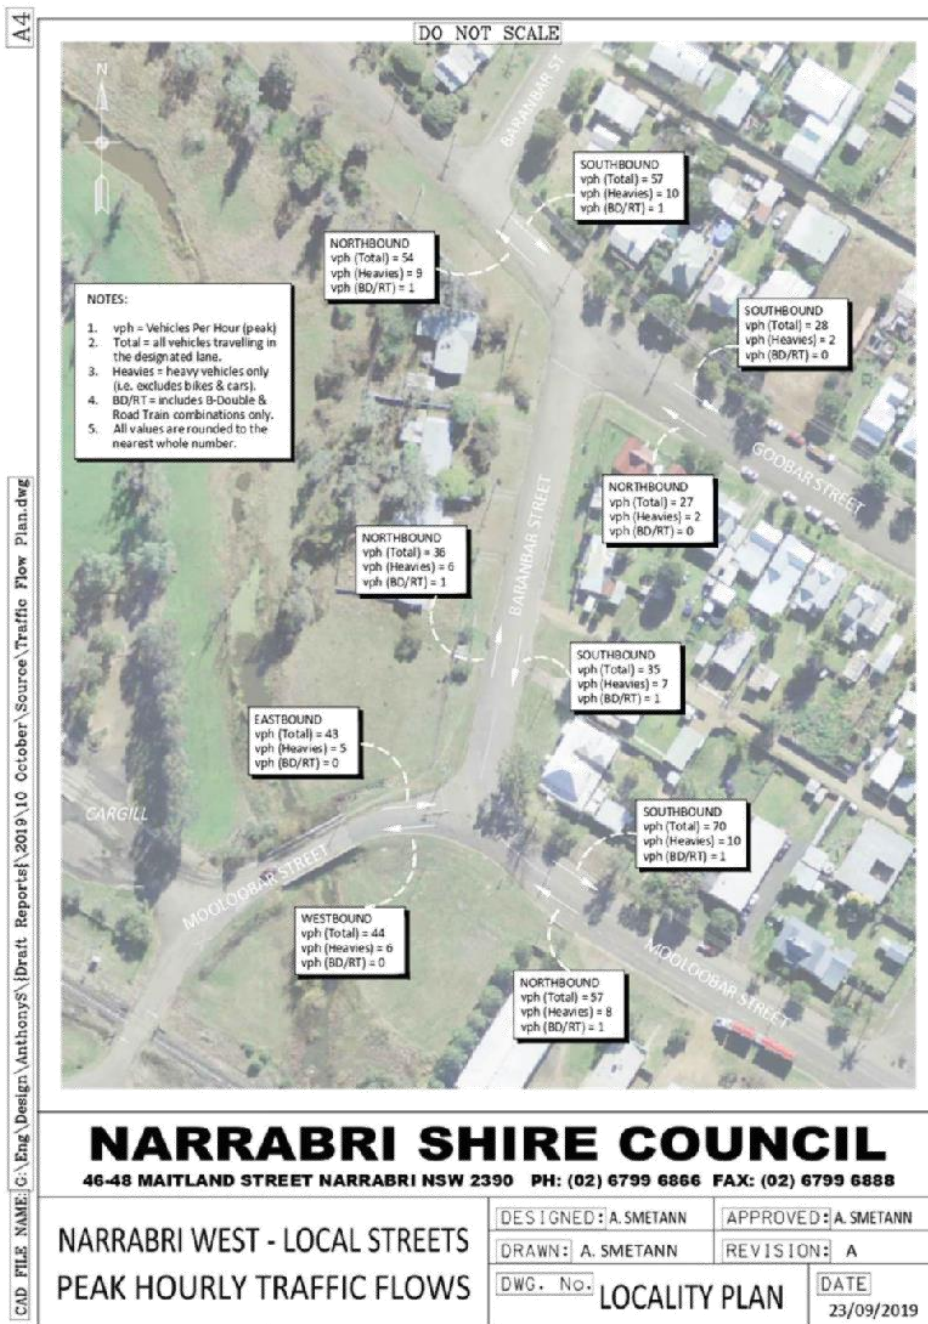 A4
DO NOT SCALE
N
BARANBAR ST
SOUTHBOUND
vph (Total) = 57
vph (Heavies) = 10
vph (BD/RT) = 1
NORTHBOUND
vph (Total) = 54
vph (Heavies) = 9
vph (BD/RT) = 1
NOTES:
1. vph = Vehicles Per Hour (peak)
2. Total = all vehicles travelling in
the designated lane.
3. Heavies = heavy vehicles only
(i.e. excludes bikes & cars).
4. BD/RT = includes B-Double &
Road Train combinations only.
5. All values are rounded to the
nearest whole number.
SOUTHBOUND
vph (Total) = 28
vph (Heavies) = 2
vph (BD/RT) = 0
GOOBAR STREET
NORTHBOUND
vph (Total) = 27
vph (Heavies) = 2
vph (BD/RT) = 0
BARANBAR STREET
NORTHBOUND
vph (Total) = 36
vph (Heavies) = 6
vph (BD/RT) = 1
SOUTHBOUND
vph (Total) = 35
vph (Heavies) = 7
vph (BD/RT) = 1
EASTBOUND
vph (Total) = 43
vph (Heavies) = 5
vph (BD/RT) = 0
CARGILL
MOOLOOBAR STREET
SOUTHBOUND
vph (Total) = 70
vph (Heavies) = 10
vph (BD/RT) = 1
WESTBOUND
vph (Total) = 44
vph (Heavies) = 6
vph (BD/RT) = 0
MOOLOOBAR STREET
NORTHBOUND
vph (Total) = 57
vph (Heavies) = 8
vph (BD/RT) = 1
CAD FILE NAME: G:\Eng\Design\AnthonyS\{Draft Reports}\2019\10 October\Source\Traffic Flow Plan.dwg
NARRABRI SHIRE COUNCIL
46-48 MAITLAND STREET NARRABRI NSW 2390 PH: (02) 6799 6866 FAX: (02) 6799 6888
NARRABRI WEST - LOCAL STREETS
PEAK HOURLY TRAFFIC FLOWS
DESIGNED: A. SMETANN
APPROVED: A. SMETANN
DRAWN: A. SMETANN
REVISION: A
DWG. No. LOCALITY PLAN
DATE
23/09/2019